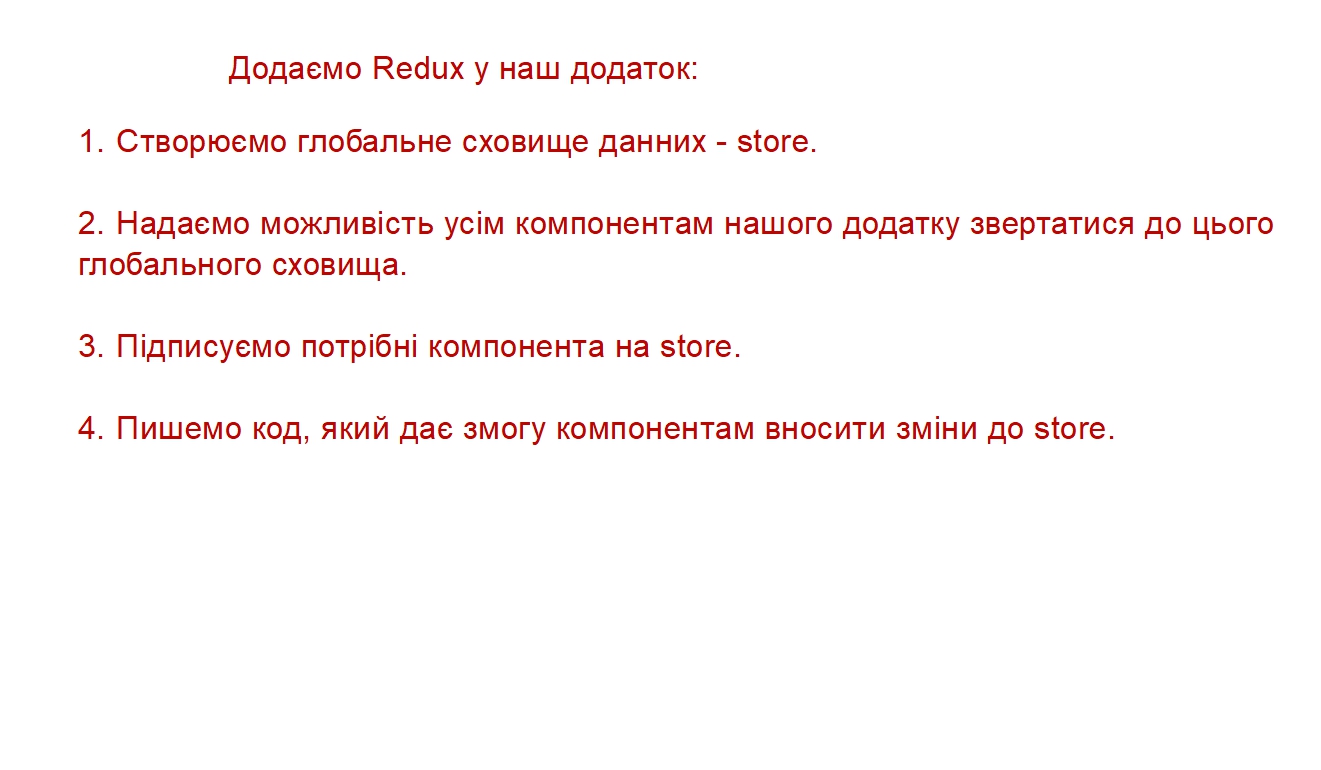 Додаємо Redux у наш додаток:
1. Створюємо глобальне сховище данних - store.
2. Надаємо можливість усім компонентам нашого додатку звертатися до цього
глобального сховища.
3. Підписуємо потрібні компонента на store.
4. Пишемо код, який дає змогу компонентам вносити зміни до store.